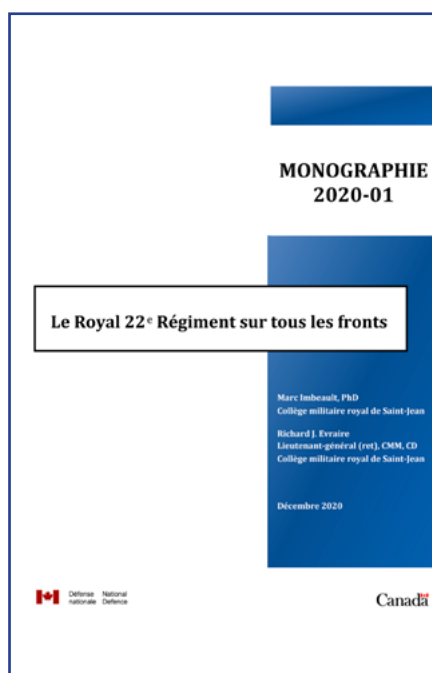 MONOGRAPHIE
2020-01
Le Royal 22e Régiment sur tous les fronts
Marc Imbeault, PhD
Collège militaire royal de Saint-Jean
Richard J. Evraire
Lieutenant-général (ret), CMM, CD
Collège militaire royal de Saint-Jean
Décembre 2020
Défense National
nationale Defence
Canada